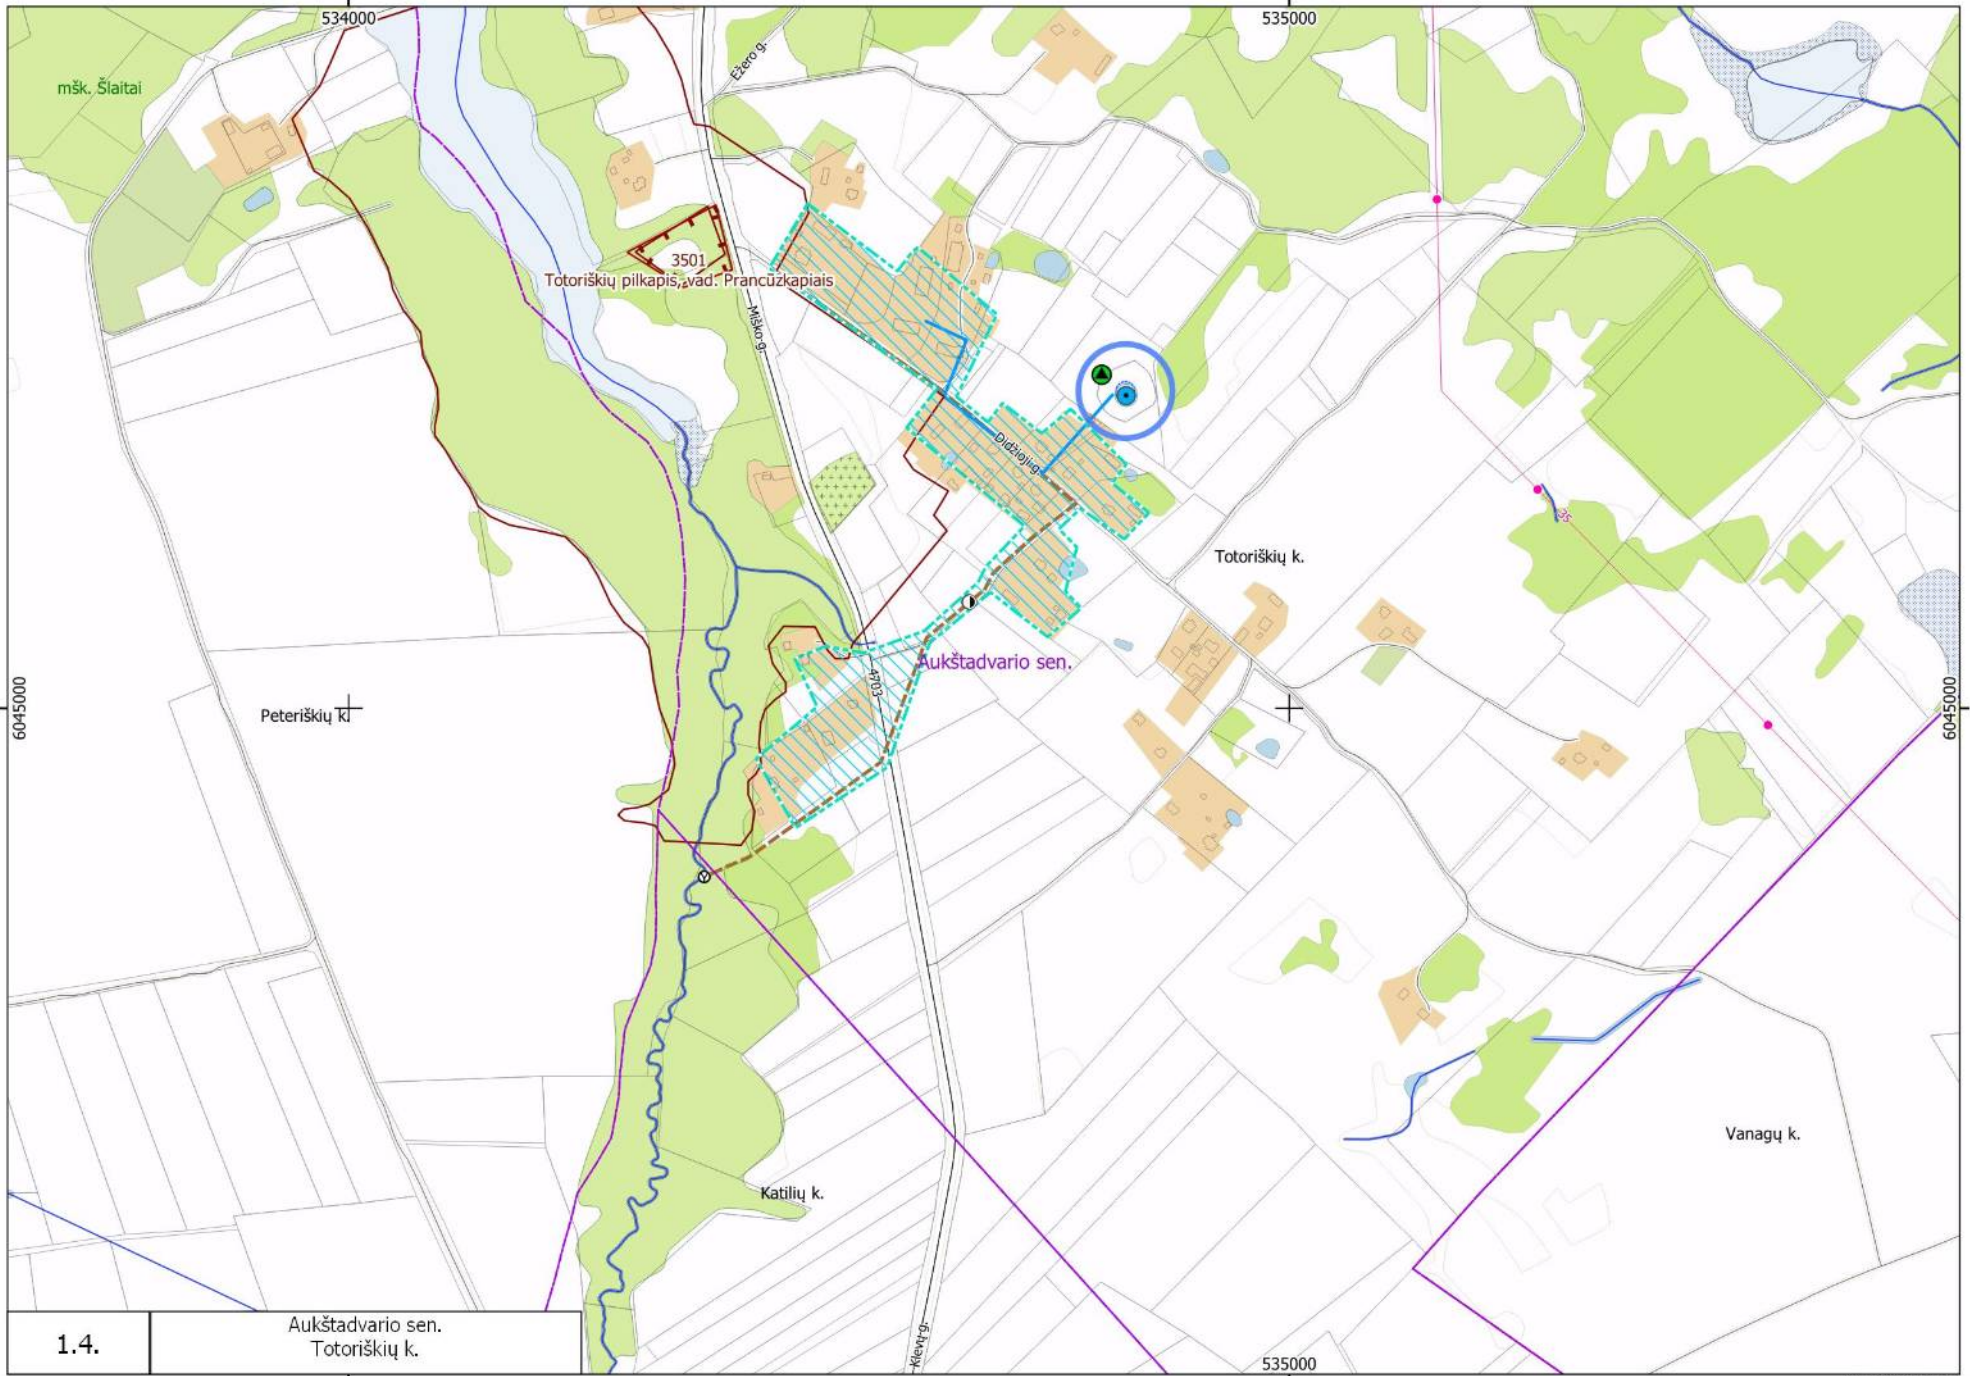 534000
535000
Ežero g.
mšk. Šlaitai
3501
Totoriškių pilkapis, vad. Prancūzkapiais
Miško g.
Didžioji g.
35
Totoriškių k.
Aukštadvario sen.
4703
6045000
6045000
Peteriškių k.
Vanagų k.
Katilių k.
Klevų g.
1.4.
Aukštadvario sen.
Totoriškių k.
535000